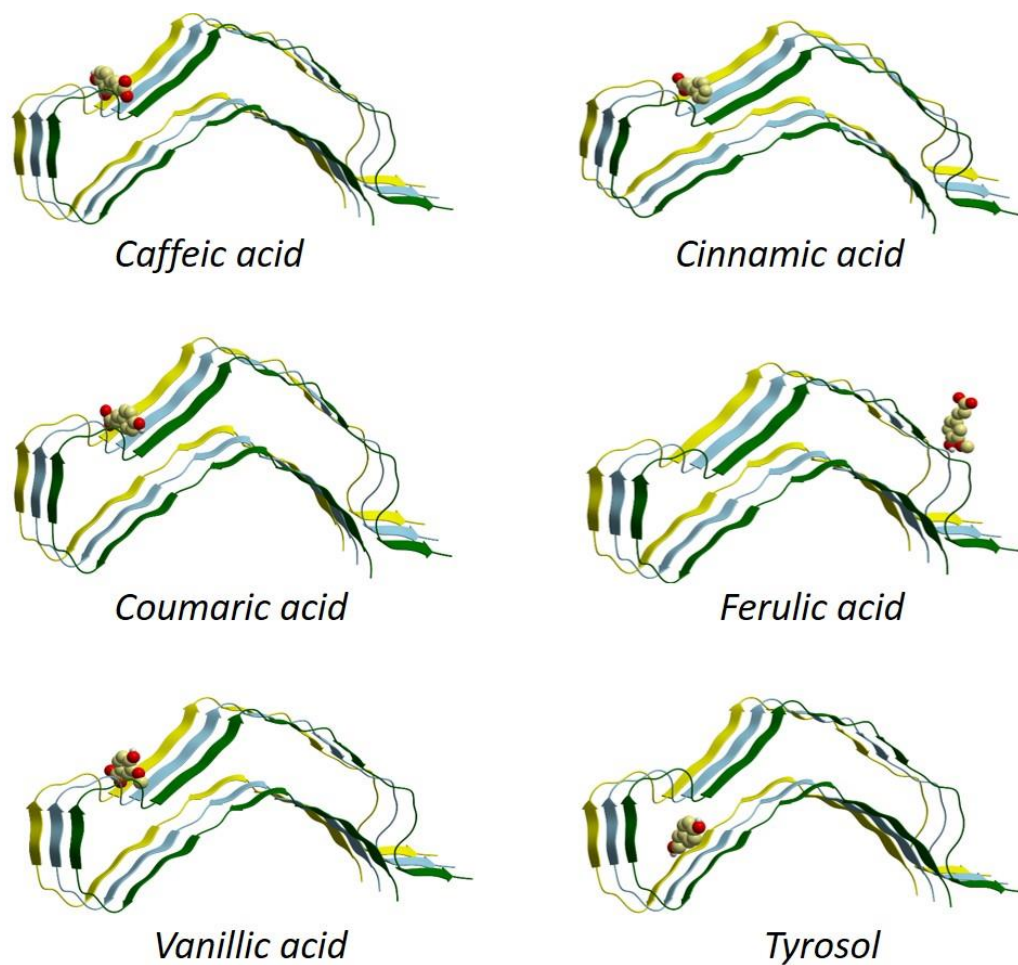 Caffeic acid
Cinnamic acid
Coumaric acid
Ferulic acid
Vanillic acid
Tyrosol